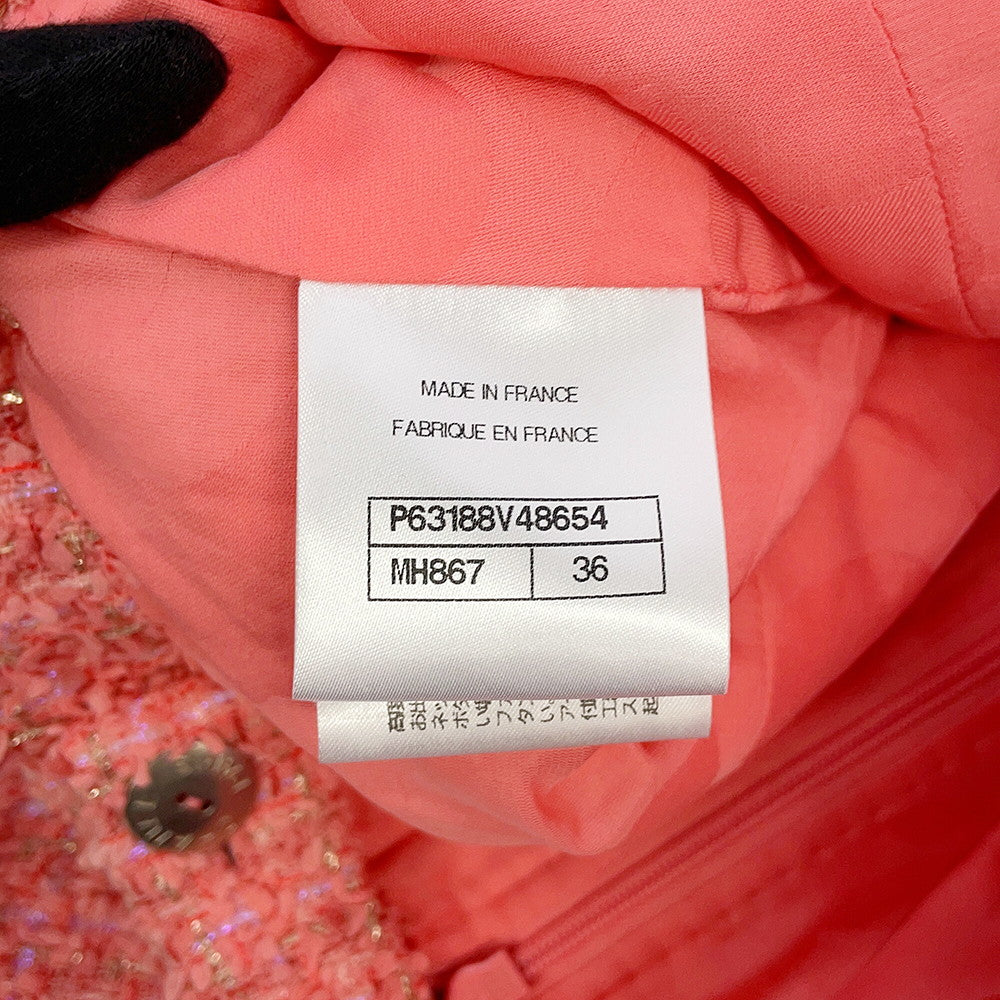 MADE IN FRANCE
FABRIQUE EN FRANCE
P63188V48654
MH867 36